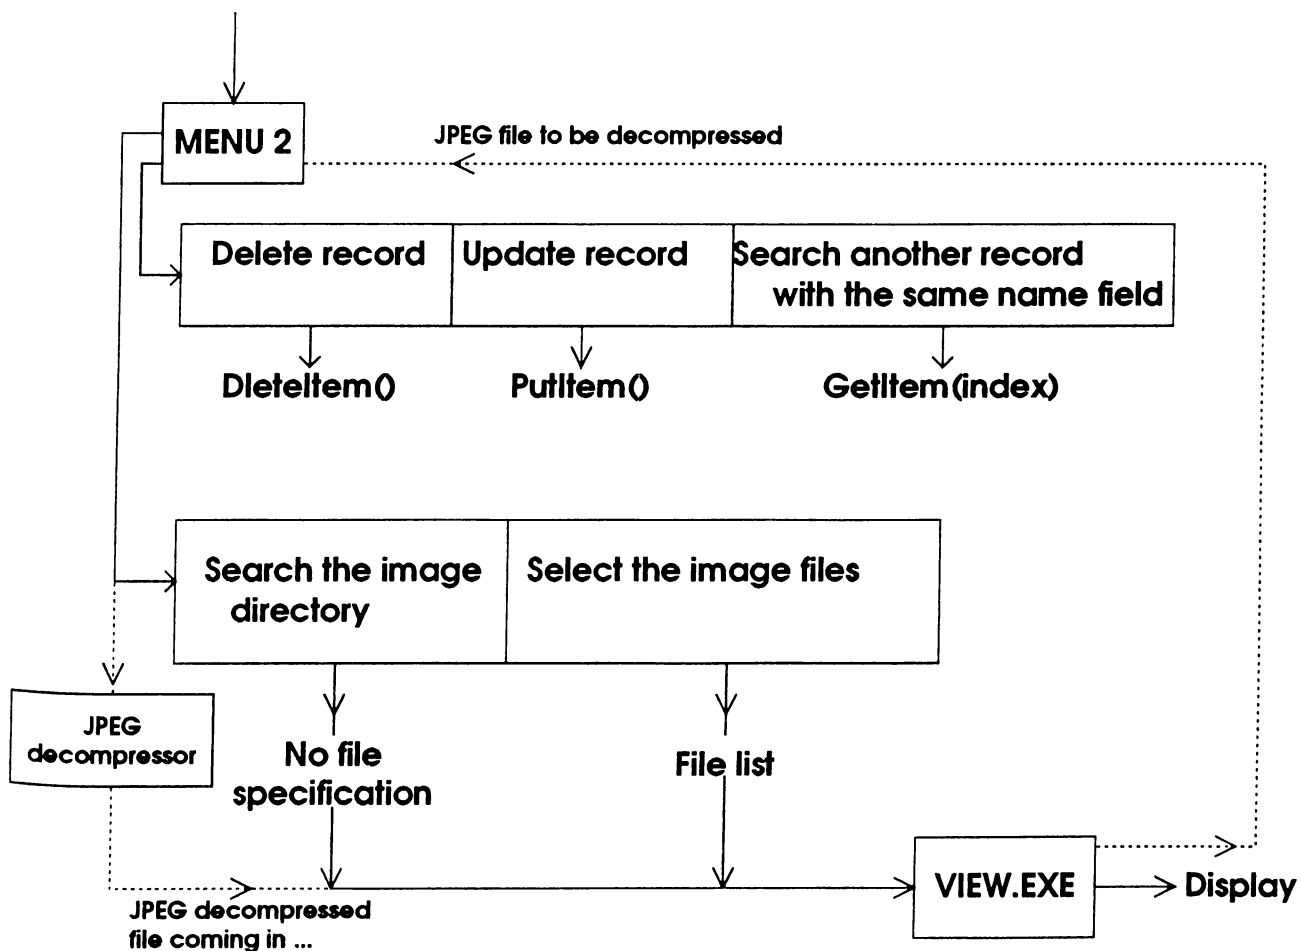 MENU 2
JPEG file to be decompressed
Delete record
Update record
Search another record
with the same name field
DleteItem()
PutItem()
GetItem(index)
Search the image
directory
Select the image files
JPEG
decompressor
No file
specification
File list
VIEW.EXE
Display
JPEG decompressed
file coming in ...